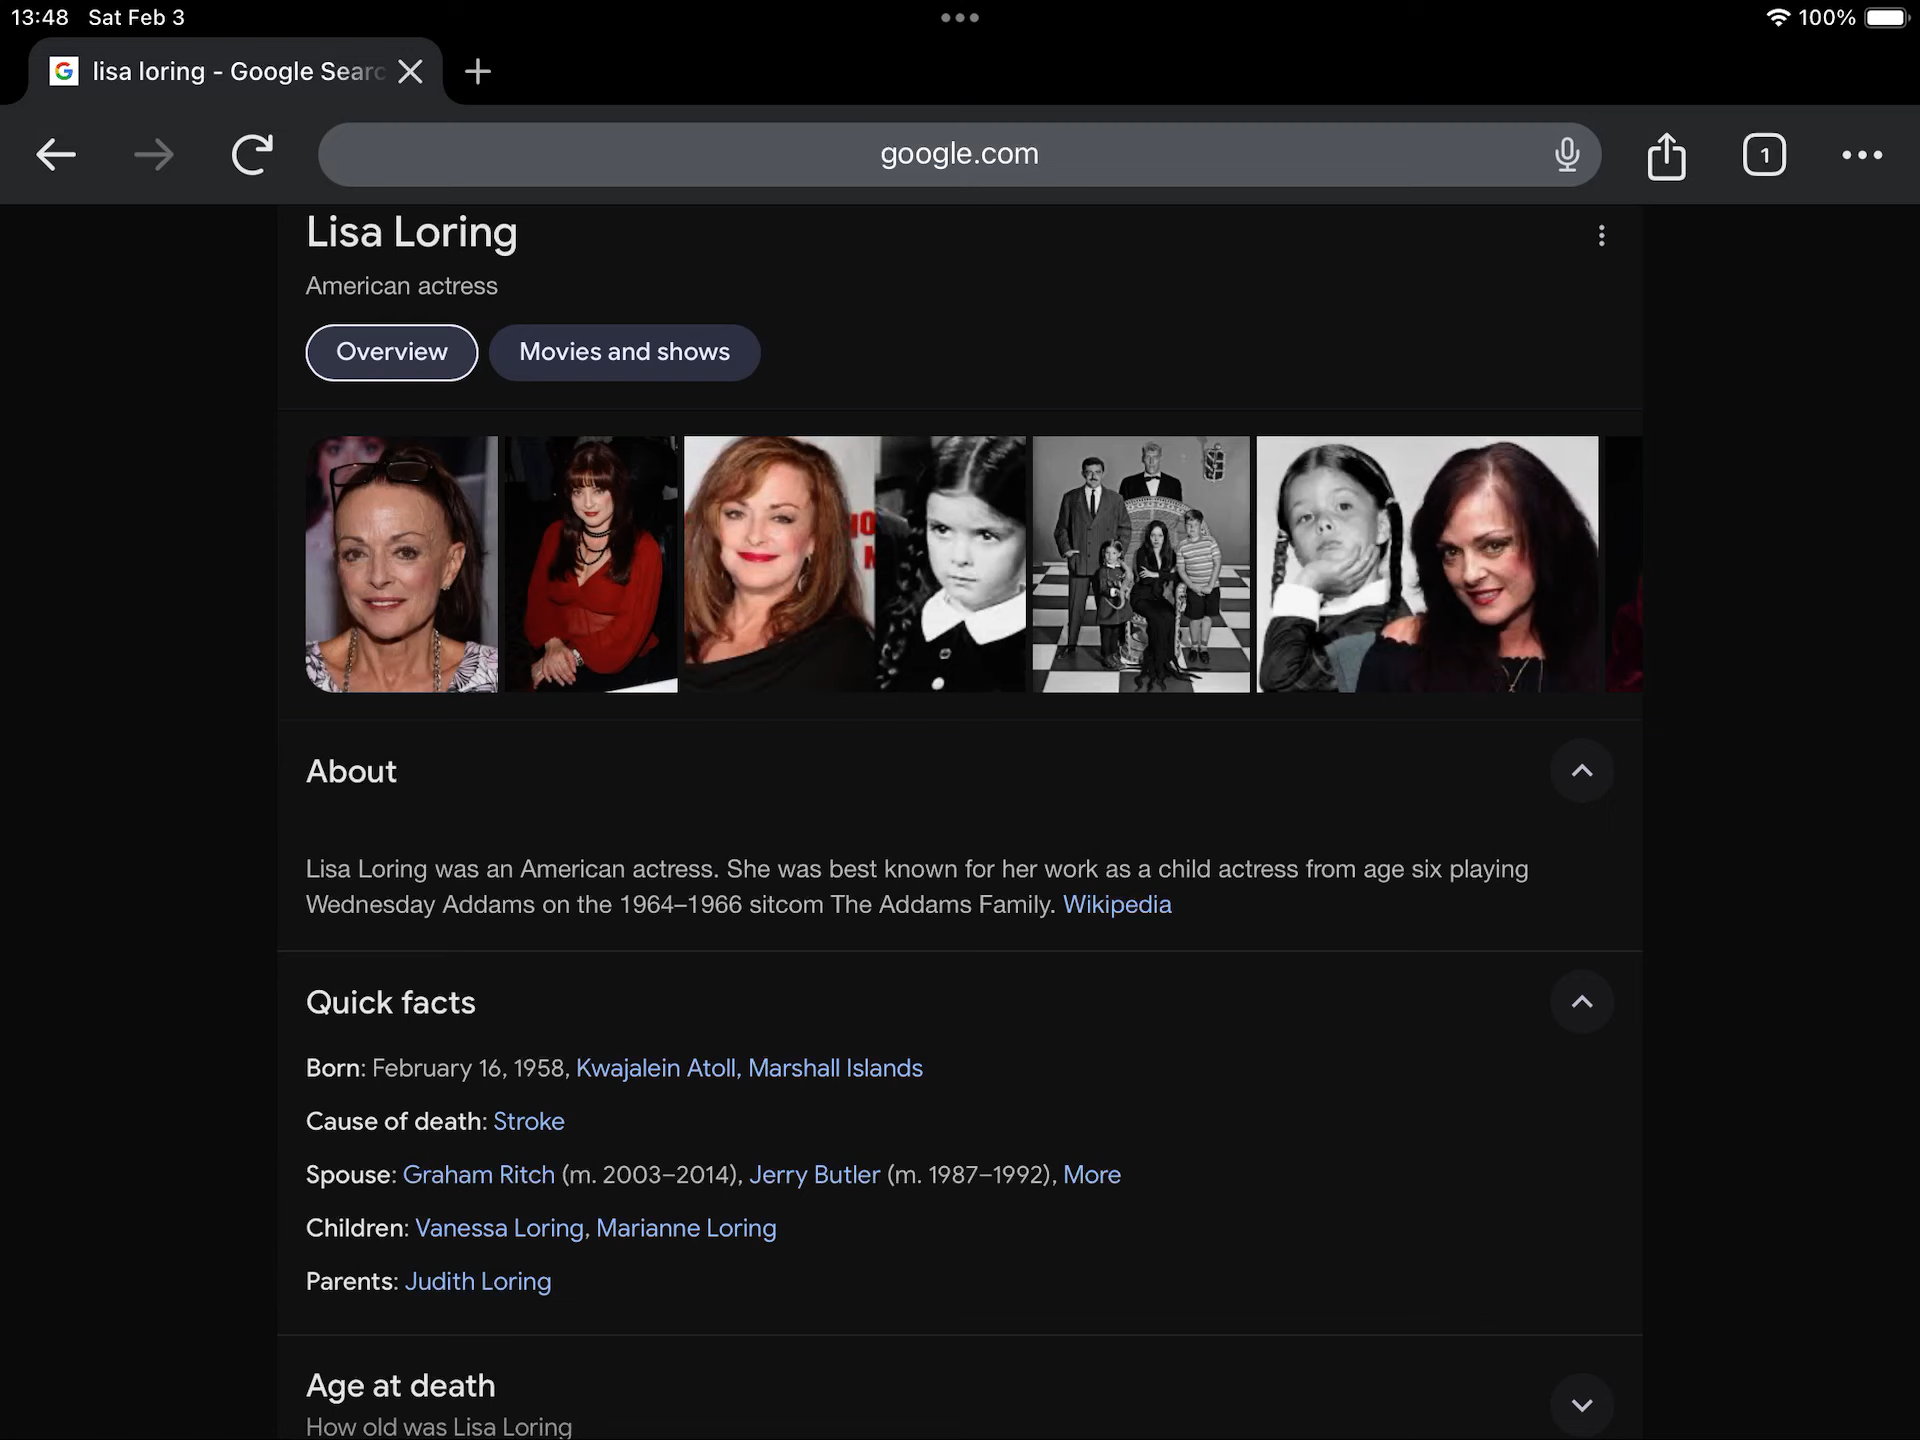 13:48 Sat Feb 3
100%
lisa loring - Google Searc
google.com
1
Lisa Loring
American actress
Overview
Movies and shows
About
Lisa Loring was an American actress. She was best known for her work as a child actress from age six playing
Wednesday Addams on the 1964–1966 sitcom The Addams Family. Wikipedia
Quick facts
Born: February 16, 1958, Kwajalein Atoll, Marshall Islands
Cause of death: Stroke
Spouse: Graham Ritch (m. 2003–2014), Jerry Butler (m. 1987–1992), More
Children: Vanessa Loring, Marianne Loring
Parents: Judith Loring
Age at death
How old was Lisa Loring